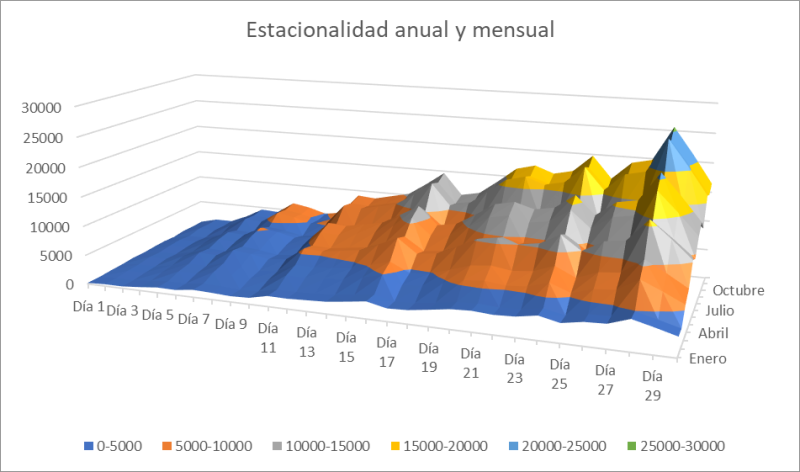 Estacionalidad anual y mensual
30000
25000
20000
15000
10000
5000
0
Día 1
Día 3
Día 5
Día 7
Día 9
Día
11
Día
13
Día
15
Día
17
Día
19
Día
21
Día
23
Día
25
Día
27
Día
29
Octubre
Julio
Abril
Enero
0-5000
5000-10000
10000-15000
15000-20000
20000-25000
25000-30000